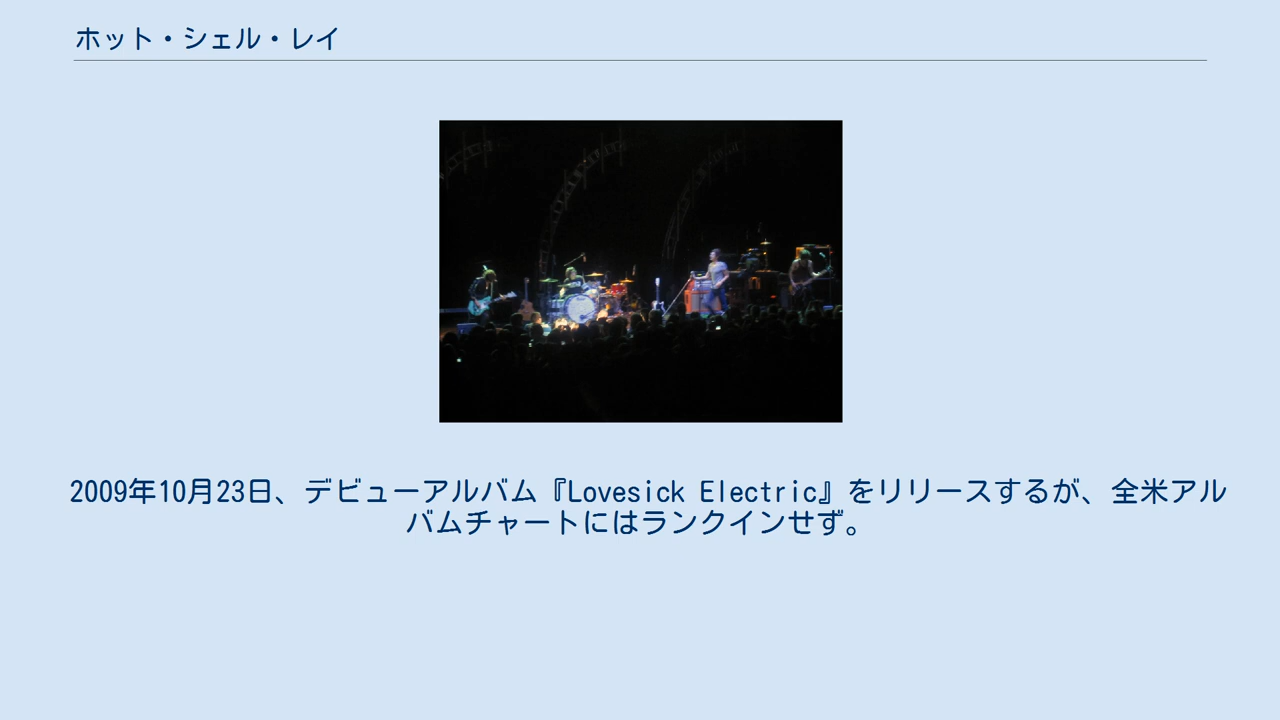 ホット・シェル・レイ
2009年10月23日、デビューアルバム『Lovesick Electric』をリリースするが、全米アル
バムチャートにはランクインせず。